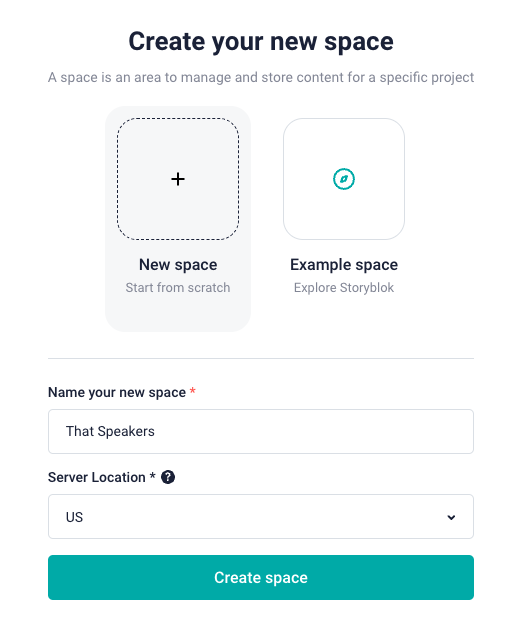 Create your new space
A space is an area to manage and store content for a specific project
+
New space
Start from scratch
Example space
Explore Storyblok
Name your new space *
That Speakers
Server Location * ?
US
Create space